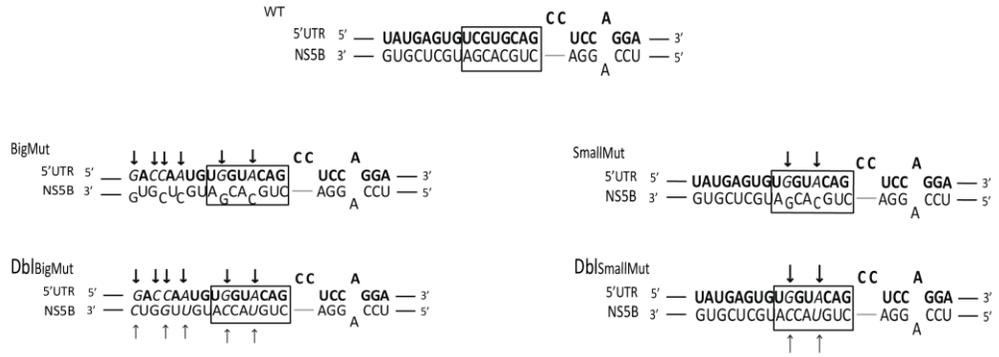 WT
CC A
5'UTR 5' — UAUGAGUGUCGUGCAG UCC GGA — 3'
NS5B 3' — GUGCUCGUAGCACGUC — AGG CCU — 5'
A
BigMut
↓ ↓↓ ↓ ↓ ↓ CC A
5'UTR 5' — GACCAAUGUGGUACAG UCC GGA — 3'
NS5B 3' — GUGCUCGUAGCACGUC — AGG CCU — 5'
A
SmallMut
↓ ↓ CC A
5'UTR 5' — UAUGAGUGUGGUACAG UCC GGA — 3'
NS5B 3' — GUGCUCGUAGCACGUC — AGG CCU — 5'
A
DblBigMut
↓ ↓↓ ↓ ↓ ↓ CC A
5'UTR 5' — GACCAAUGUGGUACAG UCC GGA — 3'
NS5B 3' — CUGGUUGUACCAUGUC — AGG CCU — 5'
A
↑ ↑ ↑ ↑ ↑
DblSmallMut
↓ ↓ CC A
5'UTR 5' — UAUGAGUGUGGUACAG UCC GGA — 3'
NS5B 3' — GUGCUCGUACCAUGUC — AGG CCU — 5'
A
↑ ↑